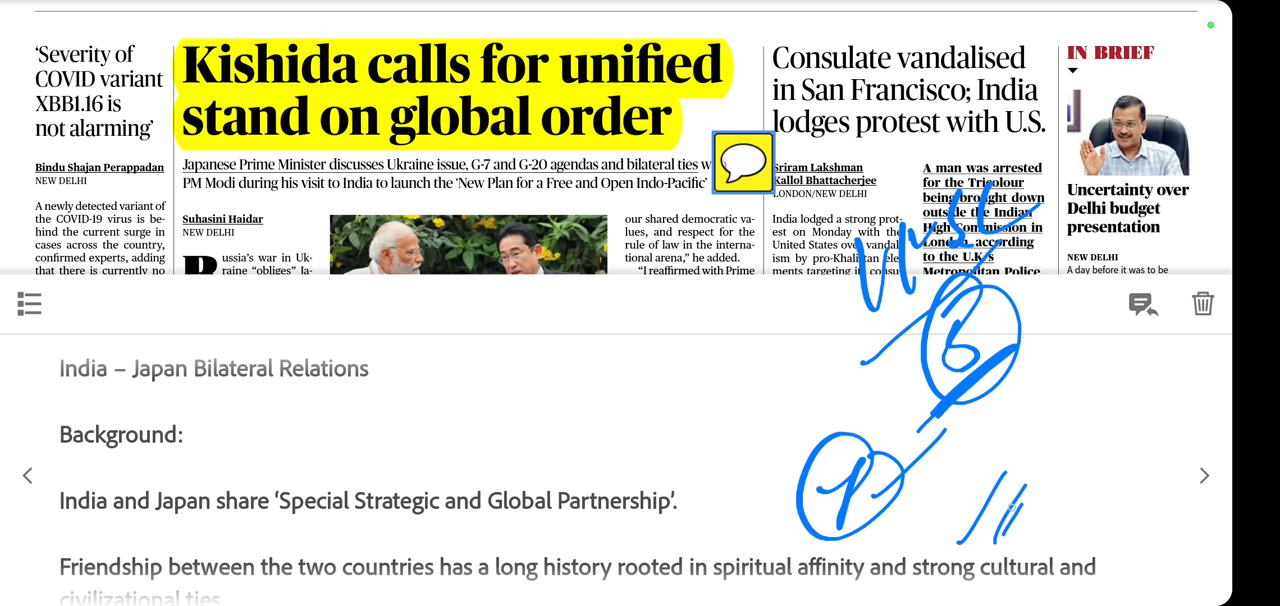 ‘Severity of
COVID variant
XBB1.16 is
not alarming’
Bindu Shajan Perappadan
NEW DELHI
A newly detected variant of
the COVID-19 virus is be-
hind the current surge in
cases across the country,
confirmed experts, adding
that there is currently no
Kishida calls for unified
stand on global order
Japanese Prime Minister discusses Ukraine issue, G-7 and G-20 agendas and bilateral ties
PM Modi during his visit to India to launch the ‘New Plan for a Free and Open Indo-Pacific’
Suhasini Haidar
NEW DELHI
Russia’s war in Uk-
raine “obliges” Ja-
our shared democratic va-
lues, and respect for the
rule of law in the interna-
tional arena,” he added.
“I reaffirmed with Prime
Consulate vandalised
in San Francisco; India
lodges protest with U.S.
Sriram Lakshman
Kallol Bhattacherjee
LONDON/NEW DELHI
India lodged a strong prot-
est on Monday with the
United States over vandal-
ism by pro-Khalistan ele-
ments targeting its consu-
A man was arrested
for the Tricolour
being brought down
outside the Indian
High Commission in
London, according
to the U.K.’s
Metropolitan Police
IN BRIEF
Uncertainty over
Delhi budget
presentation
NEW DELHI
A day before it was to be
India – Japan Bilateral Relations
Background:
India and Japan share ‘Special Strategic and Global Partnership’.
Friendship between the two countries has a long history rooted in spiritual affinity and strong cultural and
civilizational ties